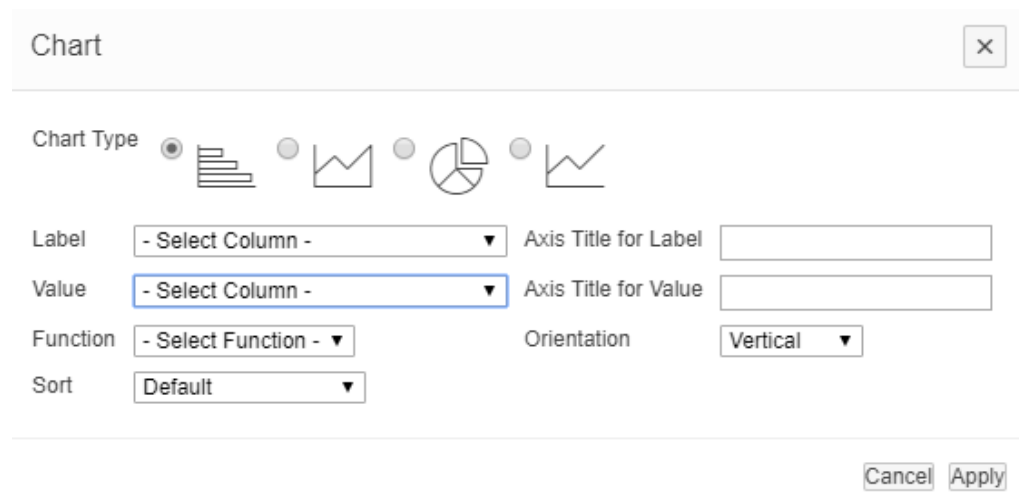 Chart
Chart Type
Label - Select Column - Axis Title for Label
Value - Select Column - Axis Title for Value
Function - Select Function - Orientation Vertical
Sort Default
Cancel Apply